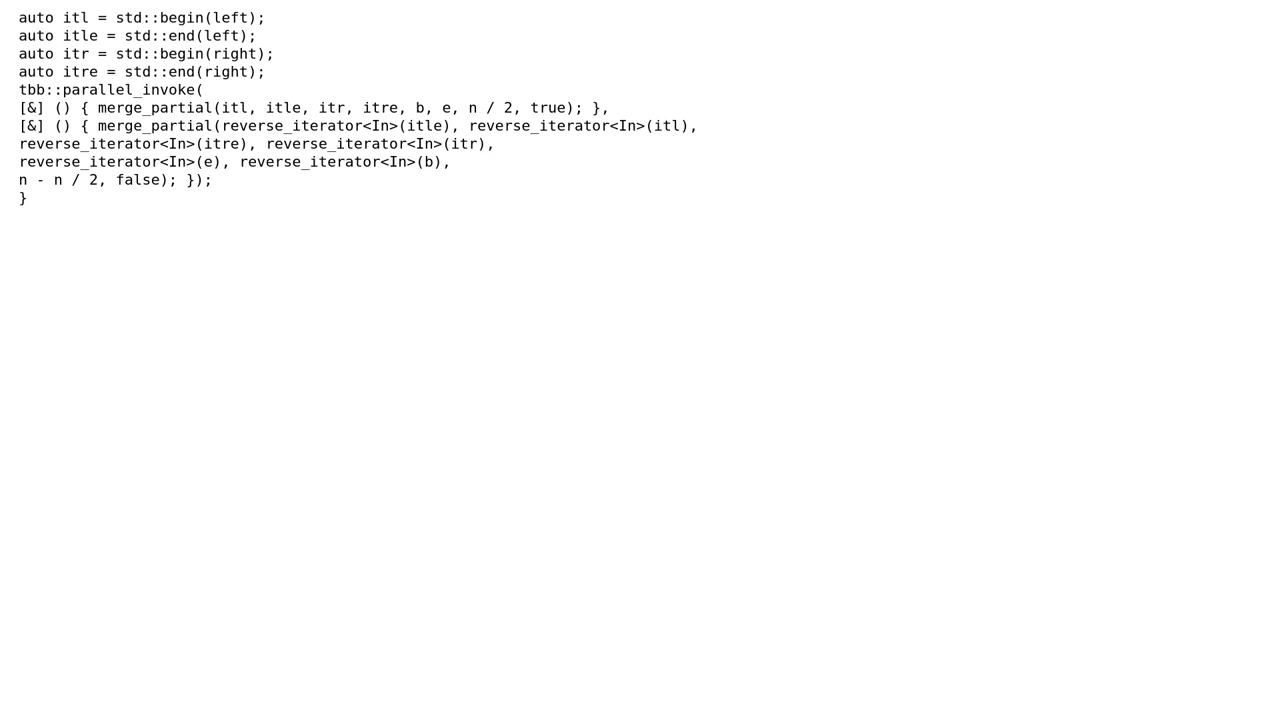 auto itl = std::begin(left);
auto itle = std::end(left);
auto itr = std::begin(right);
auto itre = std::end(right);
tbb::parallel_invoke(
[&] () { merge_partial(itl, itle, itr, itre, b, e, n / 2, true); },
[&] () { merge_partial(reverse_iterator<In>(itle), reverse_iterator<In>(itl),
reverse_iterator<In>(itre), reverse_iterator<In>(itr),
reverse_iterator<In>(e), reverse_iterator<In>(b),
n - n / 2, false); });
}